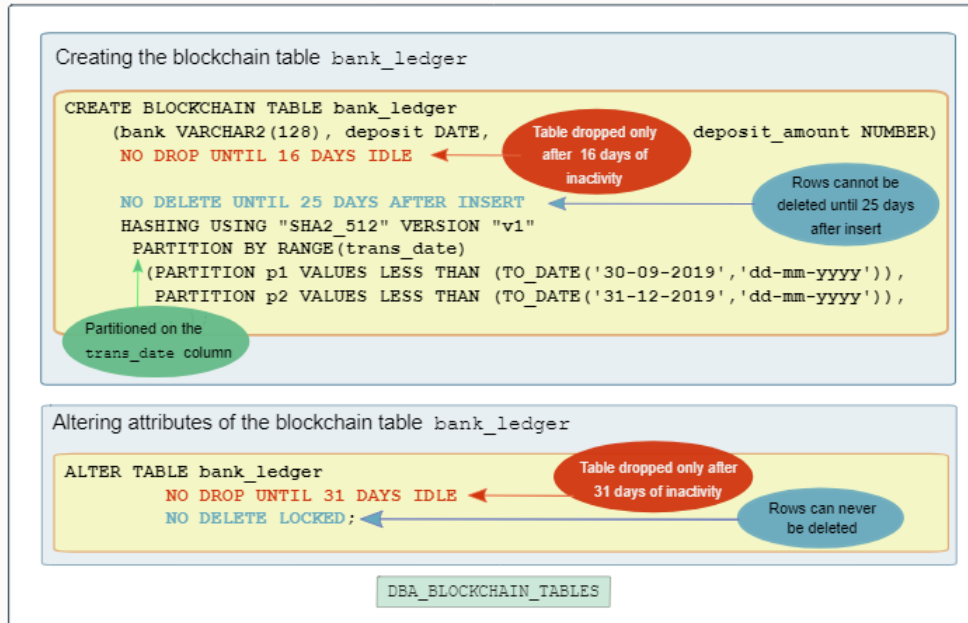 Creating the blockchain table bank_ledger
CREATE BLOCKCHAIN TABLE bank_ledger
(bank VARCHAR2(128), deposit DATE, deposit_amount NUMBER)
Table dropped only
after 16 days of
inactivity
NO DROP UNTIL 16 DAYS IDLE
Rows cannot be
deleted until 25 days
after insert
NO DELETE UNTIL 25 DAYS AFTER INSERT
HASHING USING "SHA2_512" VERSION "v1"
PARTITION BY RANGE(trans_date)
(PARTITION p1 VALUES LESS THAN (TO_DATE('30-09-2019','dd-mm-yyyy')),
PARTITION p2 VALUES LESS THAN (TO_DATE('31-12-2019','dd-mm-yyyy')),
Partitioned on the
trans_date column
Altering attributes of the blockchain table bank_ledger
ALTER TABLE bank_ledger
Table dropped only after
31 days of inactivity
NO DROP UNTIL 31 DAYS IDLE
NO DELETE LOCKED;
Rows can never
be deleted
DBA_BLOCKCHAIN_TABLES